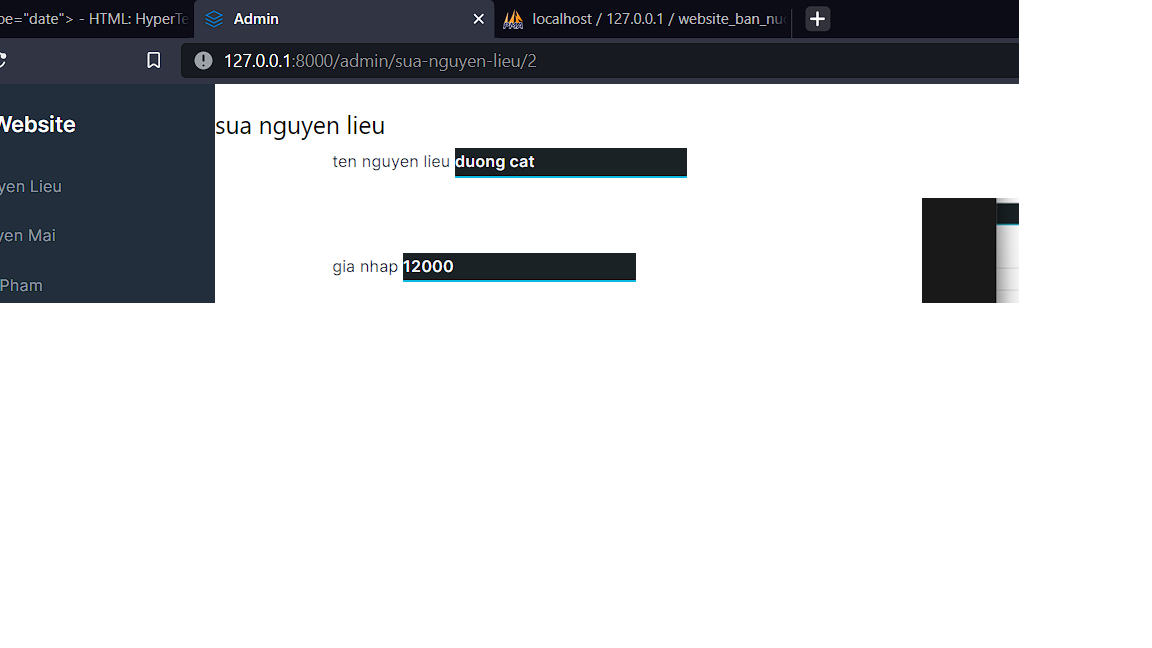 pe="date"> - HTML: HyperTe
Admin
localhost / 127.0.0.1 / website_ban_nu
127.0.0.1:8000/admin/sua-nguyen-lieu/2
Website
sua nguyen lieu
ten nguyen lieu duong cat
yen Lieu
yen Mai
gia nhap 12000
Pham